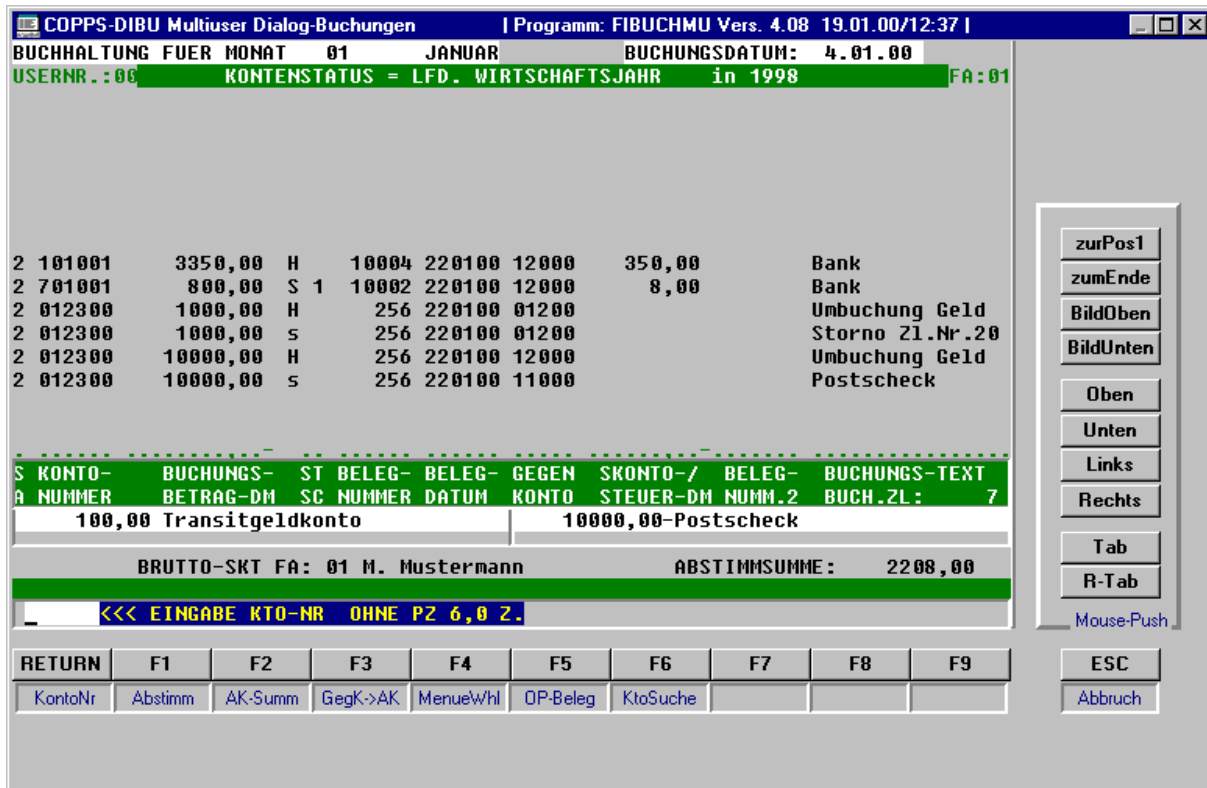 COPPS-DIBU Multiuser Dialog-Buchungen | Programm: FIBUCHMU Vers. 4.08 19.01.00/12:37 |
BUCHHALTUNG FUER MONAT 01 JANUAR BUCHUNGSDATUM: 4.01.00
USERNR.:00 KONTENSTATUS = LFD. WIRTSCHAFTSJAHR in 1998 FA:01
2 101001 3350,00 H 10004 220100 12000 350,00 Bank
2 701001 800,00 S 1 10002 220100 12000 8,00 Bank
2 012300 1000,00 H 256 220100 01200 Umbuchung Geld
2 012300 1000,00 s 256 220100 01200 Storno Zl.Nr.20
2 012300 10000,00 H 256 220100 12000 Umbuchung Geld
2 012300 10000,00 s 256 220100 11000 Postscheck
S KONTO- BUCHUNGS- ST BELEG- BELEG- GEGEN SKONTO-/ BELEG- BUCHUNGS-TEXT
A NUMMER BETRAG-DM SC NUMMER DATUM KONTO STEUER-DM NUMM.2 BUCH.ZL: 7
100,00 Transitgeldkonto 10000,00-Postscheck
BRUTTO-SKT FA: 01 M. Mustermann ABSTIMMSUMME: 2208,00
_ <<< EINGABE KTO-NR OHNE PZ 6,0 Z.
zurPos1
zumEnde
BildOben
BildUnten
Oben
Unten
Links
Rechts
Tab
R-Tab
Mouse-Push
RETURN F1 F2 F3 F4 F5 F6 F7 F8 F9 ESC
KontoNr Abstimm AK-Summ GegK->AK MenueWhl OP-Beleg KtoSuche Abbruch